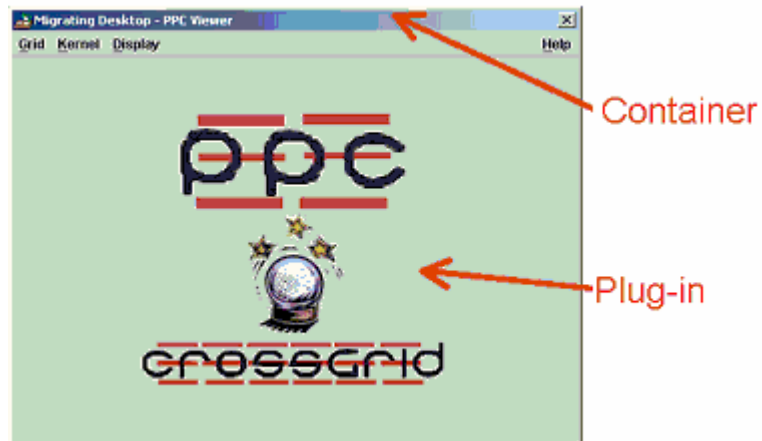 Migrating Desktop - PPC Viewer
Grid Kernel Display Help
Container
ppc
Plug-in
crossGrid